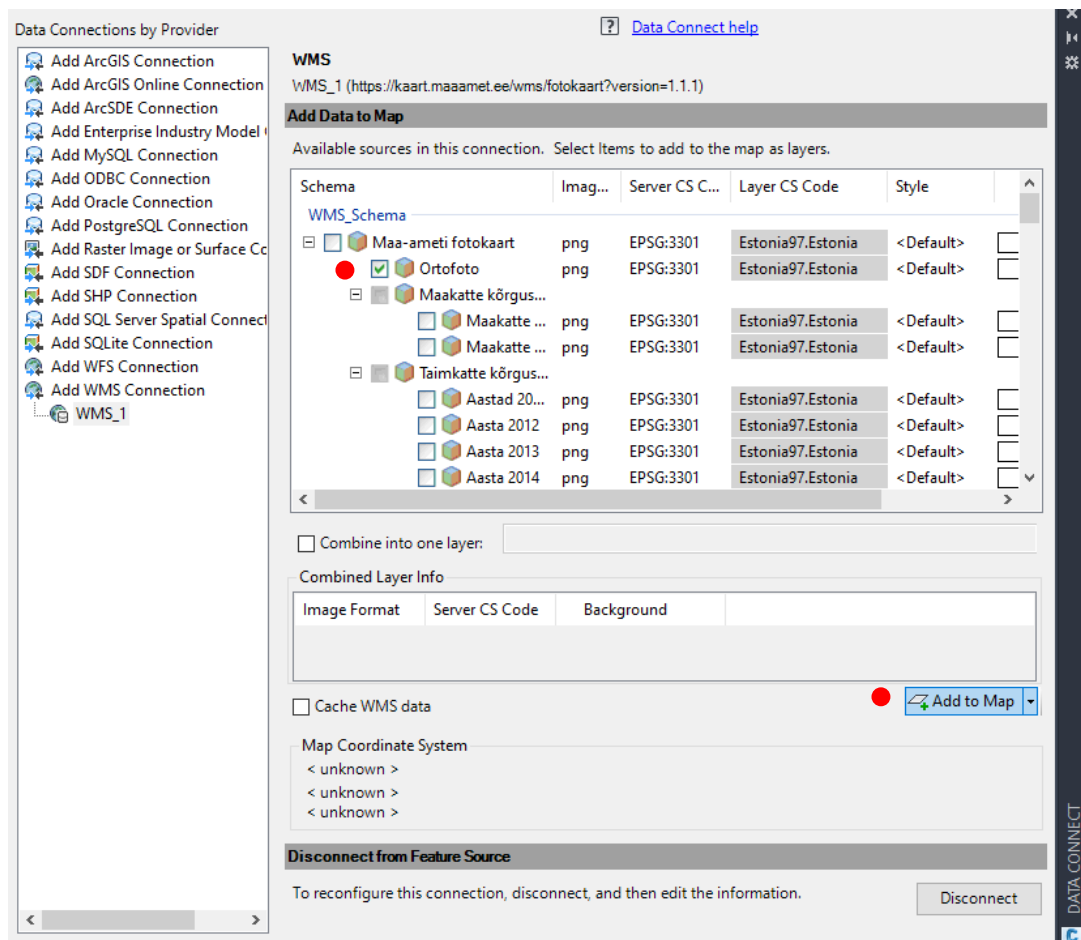 Data Connections by Provider
Add ArcGIS Connection
Add ArcGIS Online Connection
Add ArcSDE Connection
Add Enterprise Industry Model
Add MySQL Connection
Add ODBC Connection
Add Oracle Connection
Add PostgreSQL Connection
Add Raster Image or Surface Cc
Add SDF Connection
Add SHP Connection
Add SQL Server Spatial Connect
Add SQLite Connection
Add WFS Connection
Add WMS Connection
WMS_1
? Data Connect help
WMS
WMS_1 (https://kaart.maaamet.ee/wms/fotokaart?version=1.1.1)
Add Data to Map
Available sources in this connection. Select Items to add to the map as layers.
Schema Imag... Server CS C... Layer CS Code Style
WMS_Schema
Maa-ameti fotokaart png EPSG:3301 Estonia97.Estonia <Default>
Ortofoto png EPSG:3301 Estonia97.Estonia <Default>
Maakatte kõrgus...
Maakatte ... png EPSG:3301 Estonia97.Estonia <Default>
Maakatte ... png EPSG:3301 Estonia97.Estonia <Default>
Taimkatte kõrgus...
Aastad 20... png EPSG:3301 Estonia97.Estonia <Default>
Aasta 2012 png EPSG:3301 Estonia97.Estonia <Default>
Aasta 2013 png EPSG:3301 Estonia97.Estonia <Default>
Aasta 2014 png EPSG:3301 Estonia97.Estonia <Default>
Combine into one layer:
Combined Layer Info
Image Format Server CS Code Background
Cache WMS data
Add to Map
Map Coordinate System
< unknown >
< unknown >
< unknown >
Disconnect from Feature Source
To reconfigure this connection, disconnect, and then edit the information.
Disconnect
DATA CONNECT